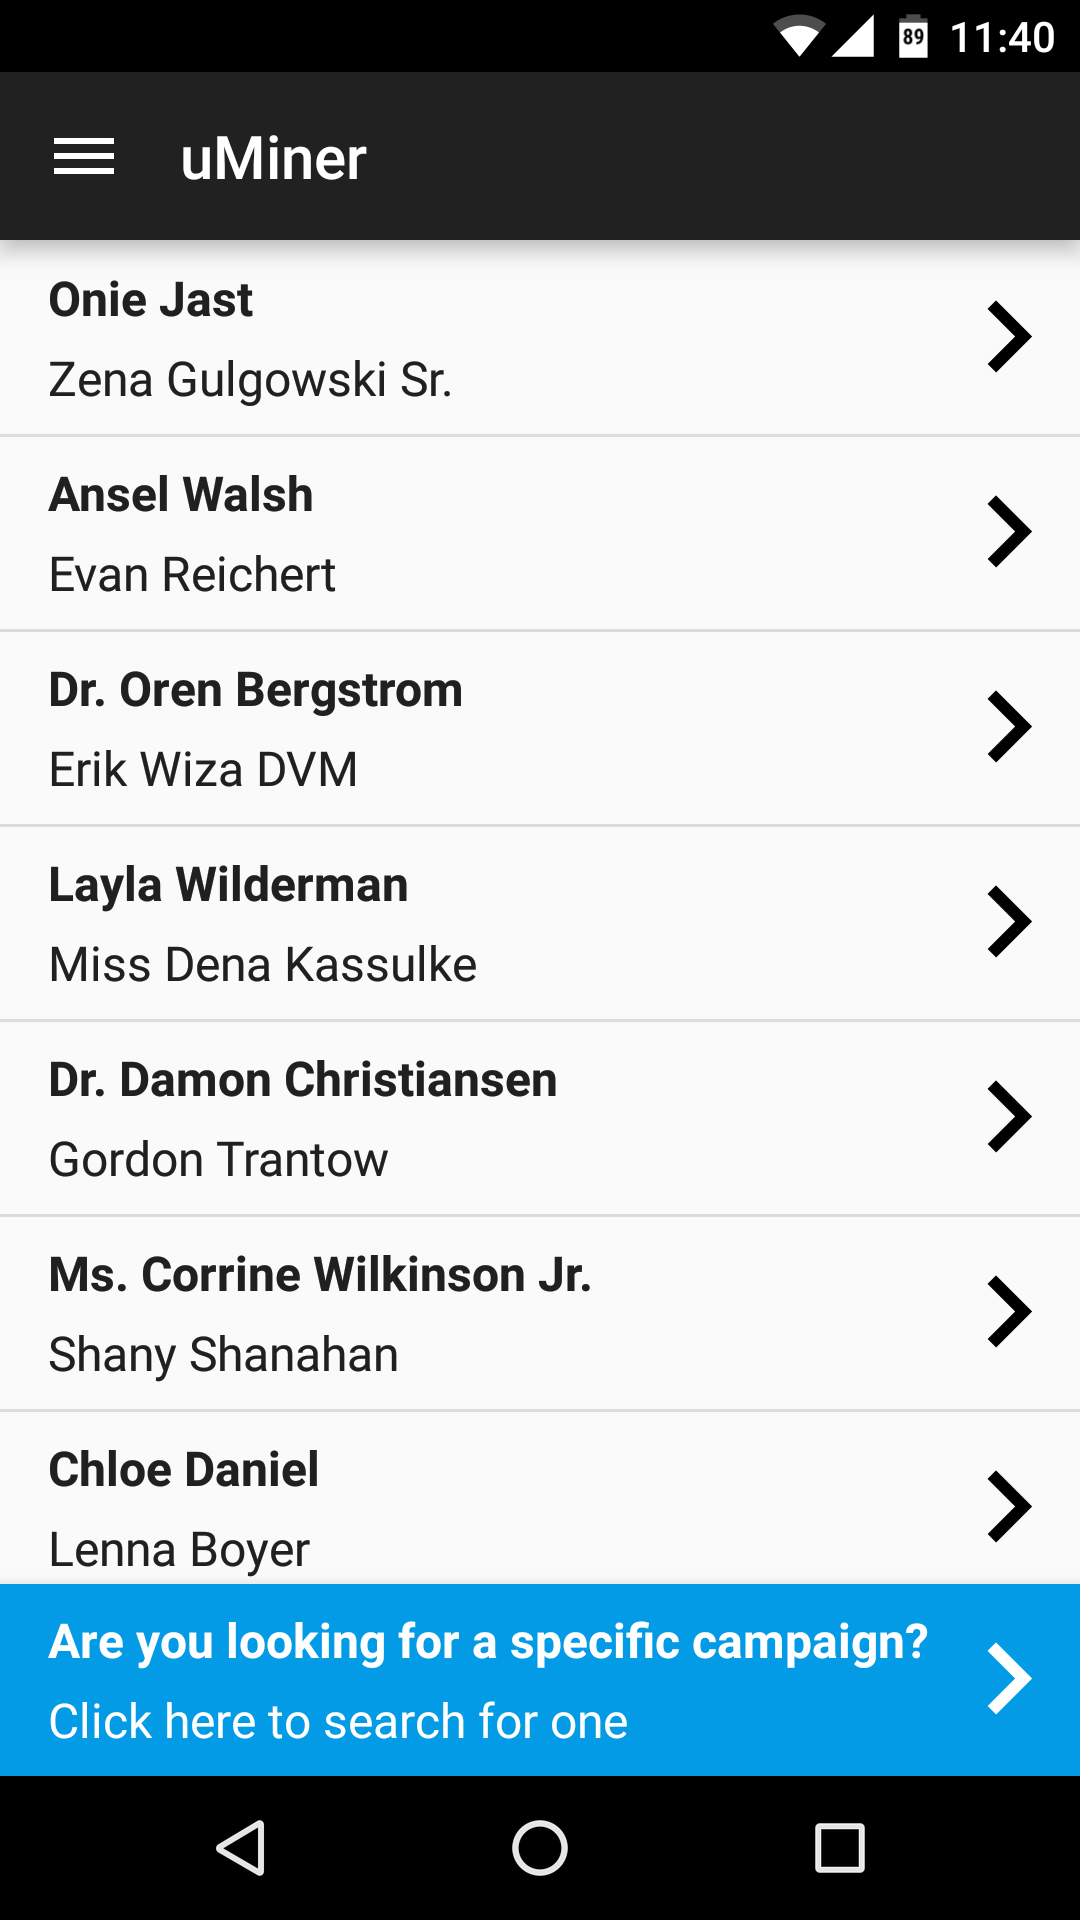 89 11:40
uMiner
Onie Jast
Zena Gulgowski Sr.
Ansel Walsh
Evan Reichert
Dr. Oren Bergstrom
Erik Wiza DVM
Layla Wilderman
Miss Dena Kassulke
Dr. Damon Christiansen
Gordon Trantow
Ms. Corrine Wilkinson Jr.
Shany Shanahan
Chloe Daniel
Lenna Boyer
Are you looking for a specific campaign?
Click here to search for one